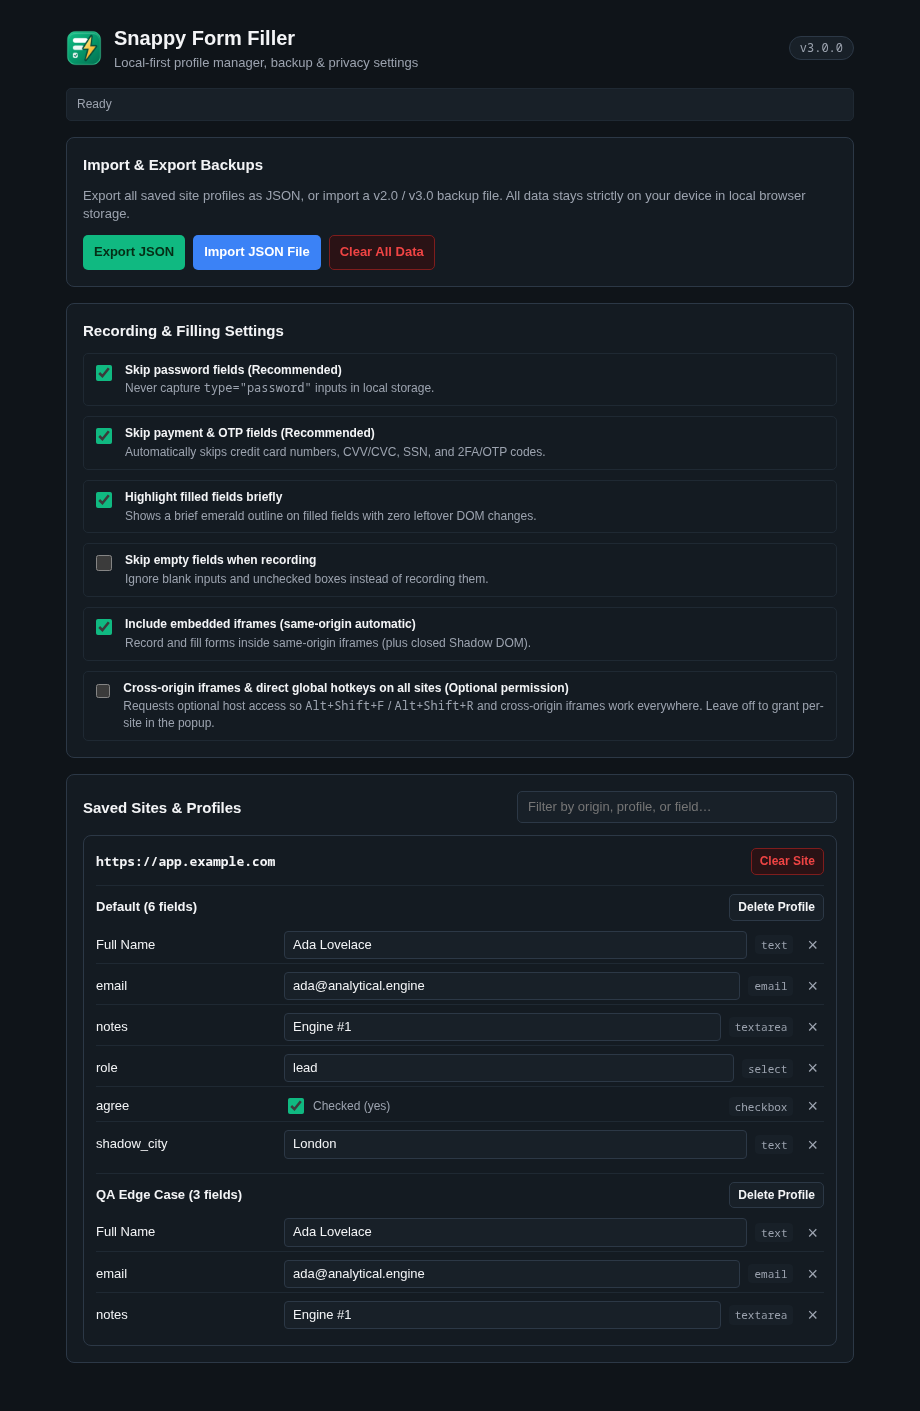 Snappy Form Filler
Local-first profile manager, backup & privacy settings
v3.0.0
Ready
Import & Export Backups
Export all saved site profiles as JSON, or import a v2.0 / v3.0 backup file. All data stays strictly on your device in local browser
storage.
Export JSON
Import JSON File
Clear All Data
Recording & Filling Settings
Skip password fields (Recommended)
Never capture type="password" inputs in local storage.
Skip payment & OTP fields (Recommended)
Automatically skips credit card numbers, CVV/CVC, SSN, and 2FA/OTP codes.
Highlight filled fields briefly
Shows a brief emerald outline on filled fields with zero leftover DOM changes.
Skip empty fields when recording
Ignore blank inputs and unchecked boxes instead of recording them.
Include embedded iframes (same-origin automatic)
Record and fill forms inside same-origin iframes (plus closed Shadow DOM).
Cross-origin iframes & direct global hotkeys on all sites (Optional permission)
Requests optional host access so Alt+Shift+F / Alt+Shift+R and cross-origin iframes work everywhere. Leave off to grant per-
site in the popup.
Saved Sites & Profiles
Filter by origin, profile, or field…
https://app.example.com
Clear Site
Default (6 fields)
Delete Profile
Full Name Ada Lovelace text ×
email ada@analytical.engine email ×
notes Engine #1 textarea ×
role lead select ×
agree Checked (yes) checkbox ×
shadow_city London text ×
QA Edge Case (3 fields)
Delete Profile
Full Name Ada Lovelace text ×
email ada@analytical.engine email ×
notes Engine #1 textarea ×